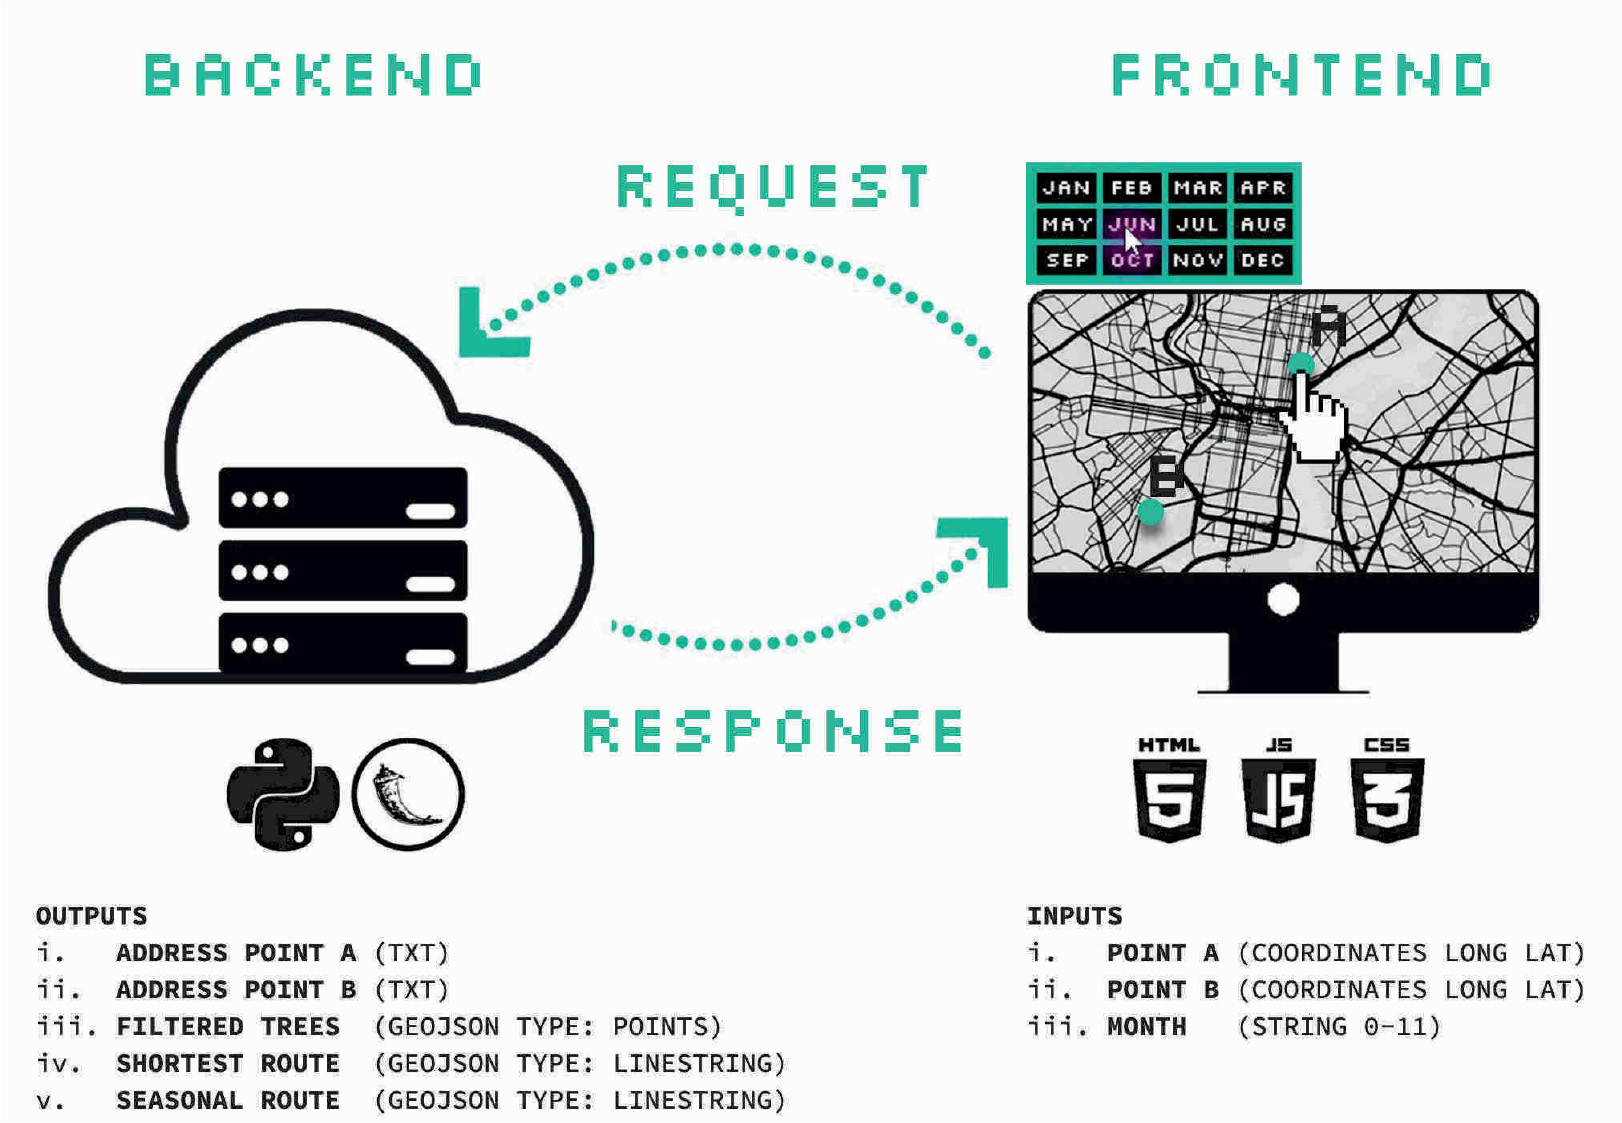 BACKEND
FRONTEND
REQUEST
JAN FEB MAR APR
MAY JUN JUL AUG
SEP OCT NOV DEC
A
B
RESPONSE
HTML JS CSS
5 JS 3
OUTPUTS
i. ADDRESS POINT A (TXT)
ii. ADDRESS POINT B (TXT)
iii. FILTERED TREES (GEOJSON TYPE: POINTS)
iv. SHORTEST ROUTE (GEOJSON TYPE: LINESTRING)
v. SEASONAL ROUTE (GEOJSON TYPE: LINESTRING)
INPUTS
i. POINT A (COORDINATES LONG LAT)
ii. POINT B (COORDINATES LONG LAT)
iii. MONTH (STRING 0-11)